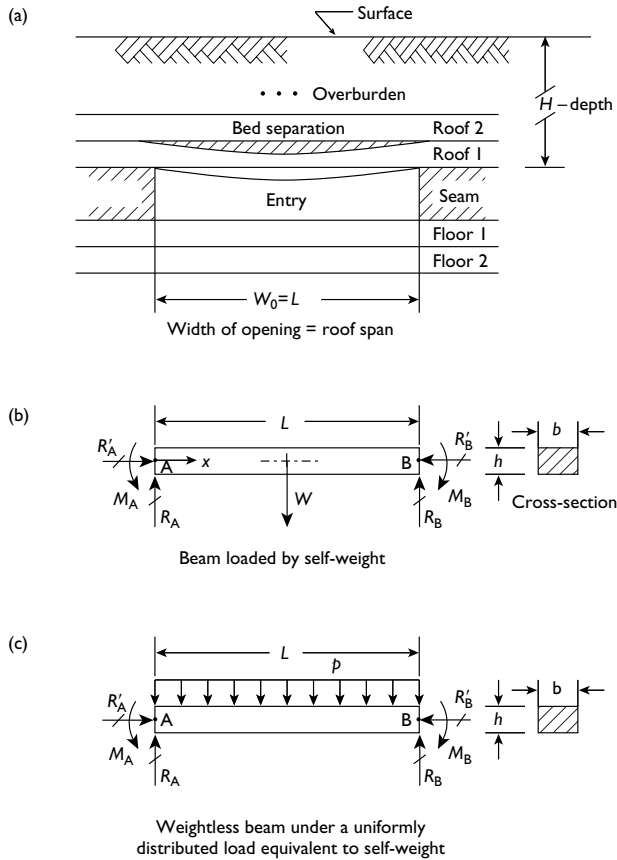 (a)
Surface
• • • Overburden
H – depth
Bed separation
Roof 2
Roof 1
Entry
Seam
Floor 1
Floor 2
W₀ = L
Width of opening = roof span
(b)
L
R′A
A
x
B
R′B
h
b
MA
RA
W
RB
MB
Cross-section
Beam loaded by self-weight
(c)
L
p
R′A
A
B
R′B
h
b
MA
RA
RB
MB
Weightless beam under a uniformly
distributed load equivalent to self-weight